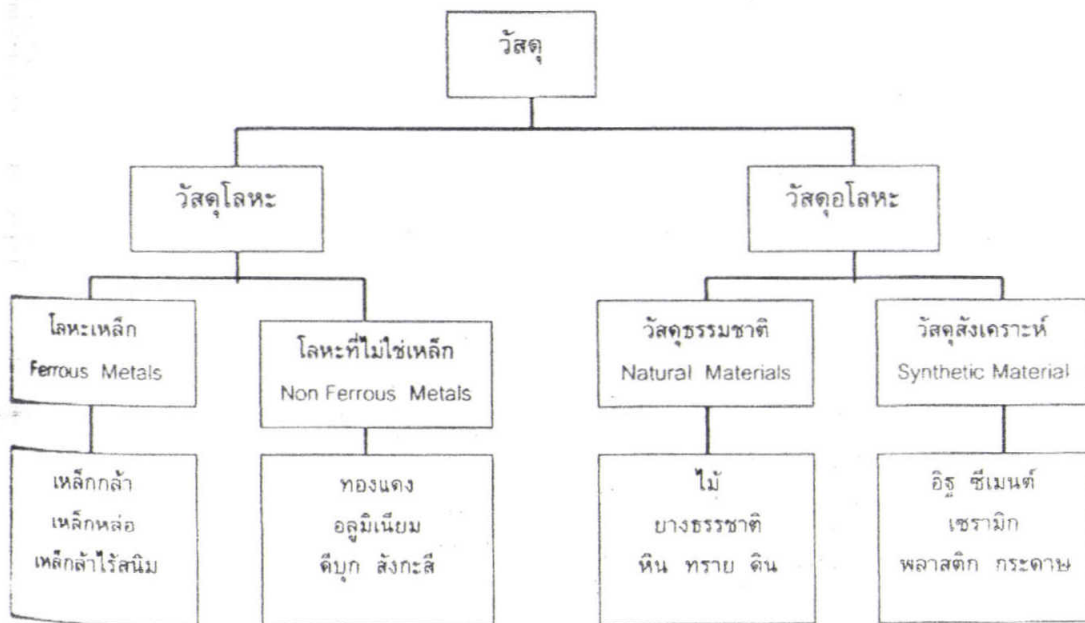 วัสดุ
วัสดุโลหะ
วัสดุอโลหะ
โลหะเหล็ก
Ferrous Metals
โลหะที่ไม่ใช่เหล็ก
Non Ferrous Metals
วัสดุธรรมชาติ
Natural Materials
วัสดุสังเคราะห์
Synthetic Material
เหล็กกล้า
เหล็กหล่อ
เหล็กล้าไร้สนิม
ทองแดง
อลูมิเนียม
ดีบุก สังกะสี
ไม้
ยางธรรชาติ
หิน ทราย ดิน
อิฐ ซีเมนต์
เซรามิก
พลาสติก กระดาษ